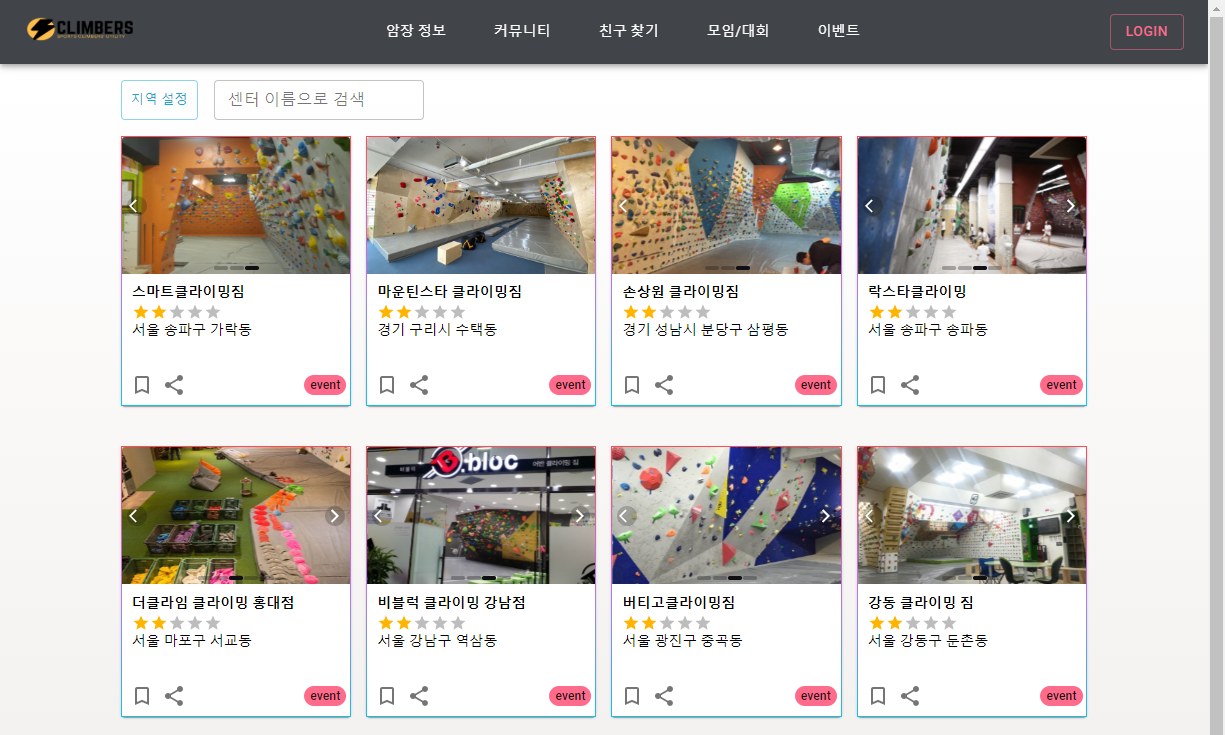 CLIMBERS
암장 정보
커뮤니티
친구 찾기
모임/대회
이벤트
LOGIN
지역 설정
센터 이름으로 검색
스마트클라이밍짐
서울 송파구 가락동
event
마운틴스타 클라이밍짐
경기 구리시 수택동
event
손상원 클라이밍짐
경기 성남시 분당구 삼평동
event
락스타클라이밍
서울 송파구 송파동
event
더클라임 클라이밍 홍대점
서울 마포구 서교동
event
B.bloc
비블럭 클라이밍 강남점
서울 강남구 역삼동
event
버티고클라이밍짐
서울 광진구 중곡동
event
강동 클라이밍 짐
서울 강동구 둔촌동
event